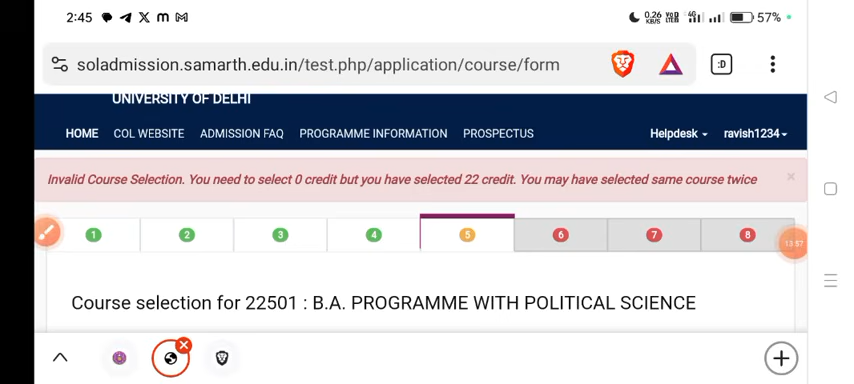 2:45
0.26 KB/S VoD LTE 4G 57%
soladmission.samarth.edu.in/test.php/application/course/form
:D
UNIVERSITY OF DELHI
HOME COL WEBSITE ADMISSION FAQ PROGRAMME INFORMATION PROSPECTUS Helpdesk ravish1234
Invalid Course Selection. You need to select 0 credit but you have selected 22 credit. You may have selected same course twice ×
1 2 3 4 5 6 7 8
13:57
Course selection for 22501 : B.A. PROGRAMME WITH POLITICAL SCIENCE